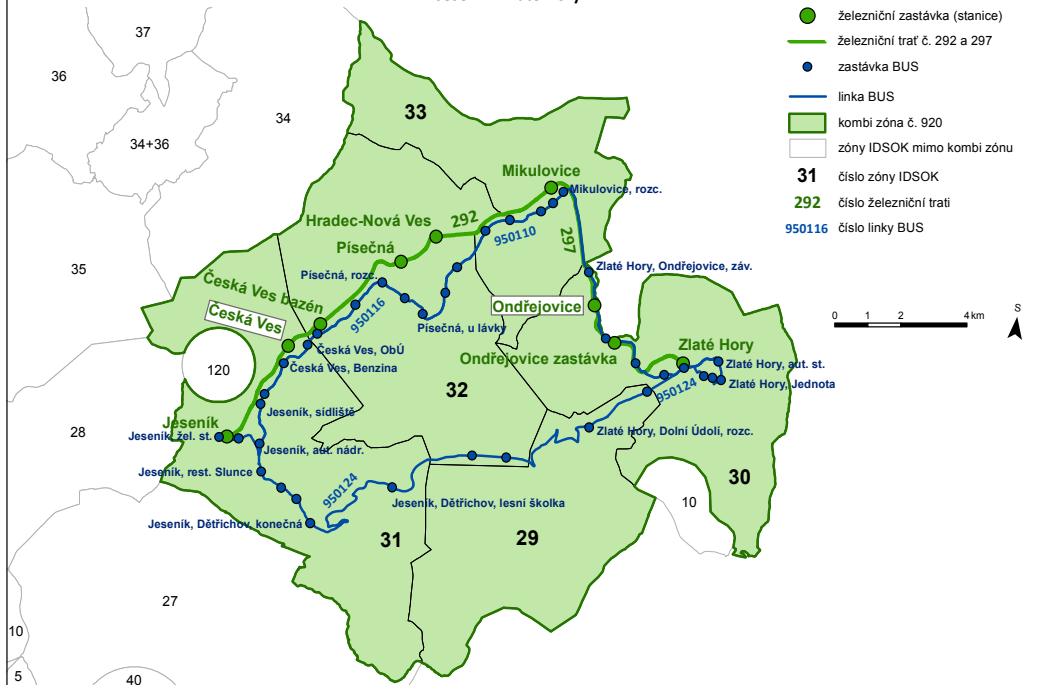 37
36
34
34+36
35
28
120
27
10
5
40
10
33
32
31
29
30
Mikulovice
Mikulovice, rozc.
Hradec-Nová Ves
292
950110
297
Písečná
Písečná, rozc.
Zlaté Hory, Ondřejovice, záv.
Česká Ves bazén
Česká Ves
950116
Písečná, u lávky
Ondřejovice
Česká Ves, ObÚ
Ondřejovice zastávka
Zlaté Hory
Česká Ves, Benzina
Zlaté Hory, aut. st.
Zlaté Hory, Jednota
950124
Jeseník, sídliště
Jeseník
Jeseník, žel. st.
Jeseník, aut. nádr.
Zlaté Hory, Dolní Údolí, rozc.
Jeseník, rest. Slunce
950124
Jeseník, Dětřichov, lesní školka
Jeseník, Dětřichov, konečná
železniční zastávka (stanice)
železniční trať č. 292 a 297
zastávka BUS
linka BUS
kombi zóna č. 920
zóny IDSOK mimo kombi zónu
31 číslo zóny IDSOK
292 číslo železniční trati
950116 číslo linky BUS
S
0 1 2 4 km